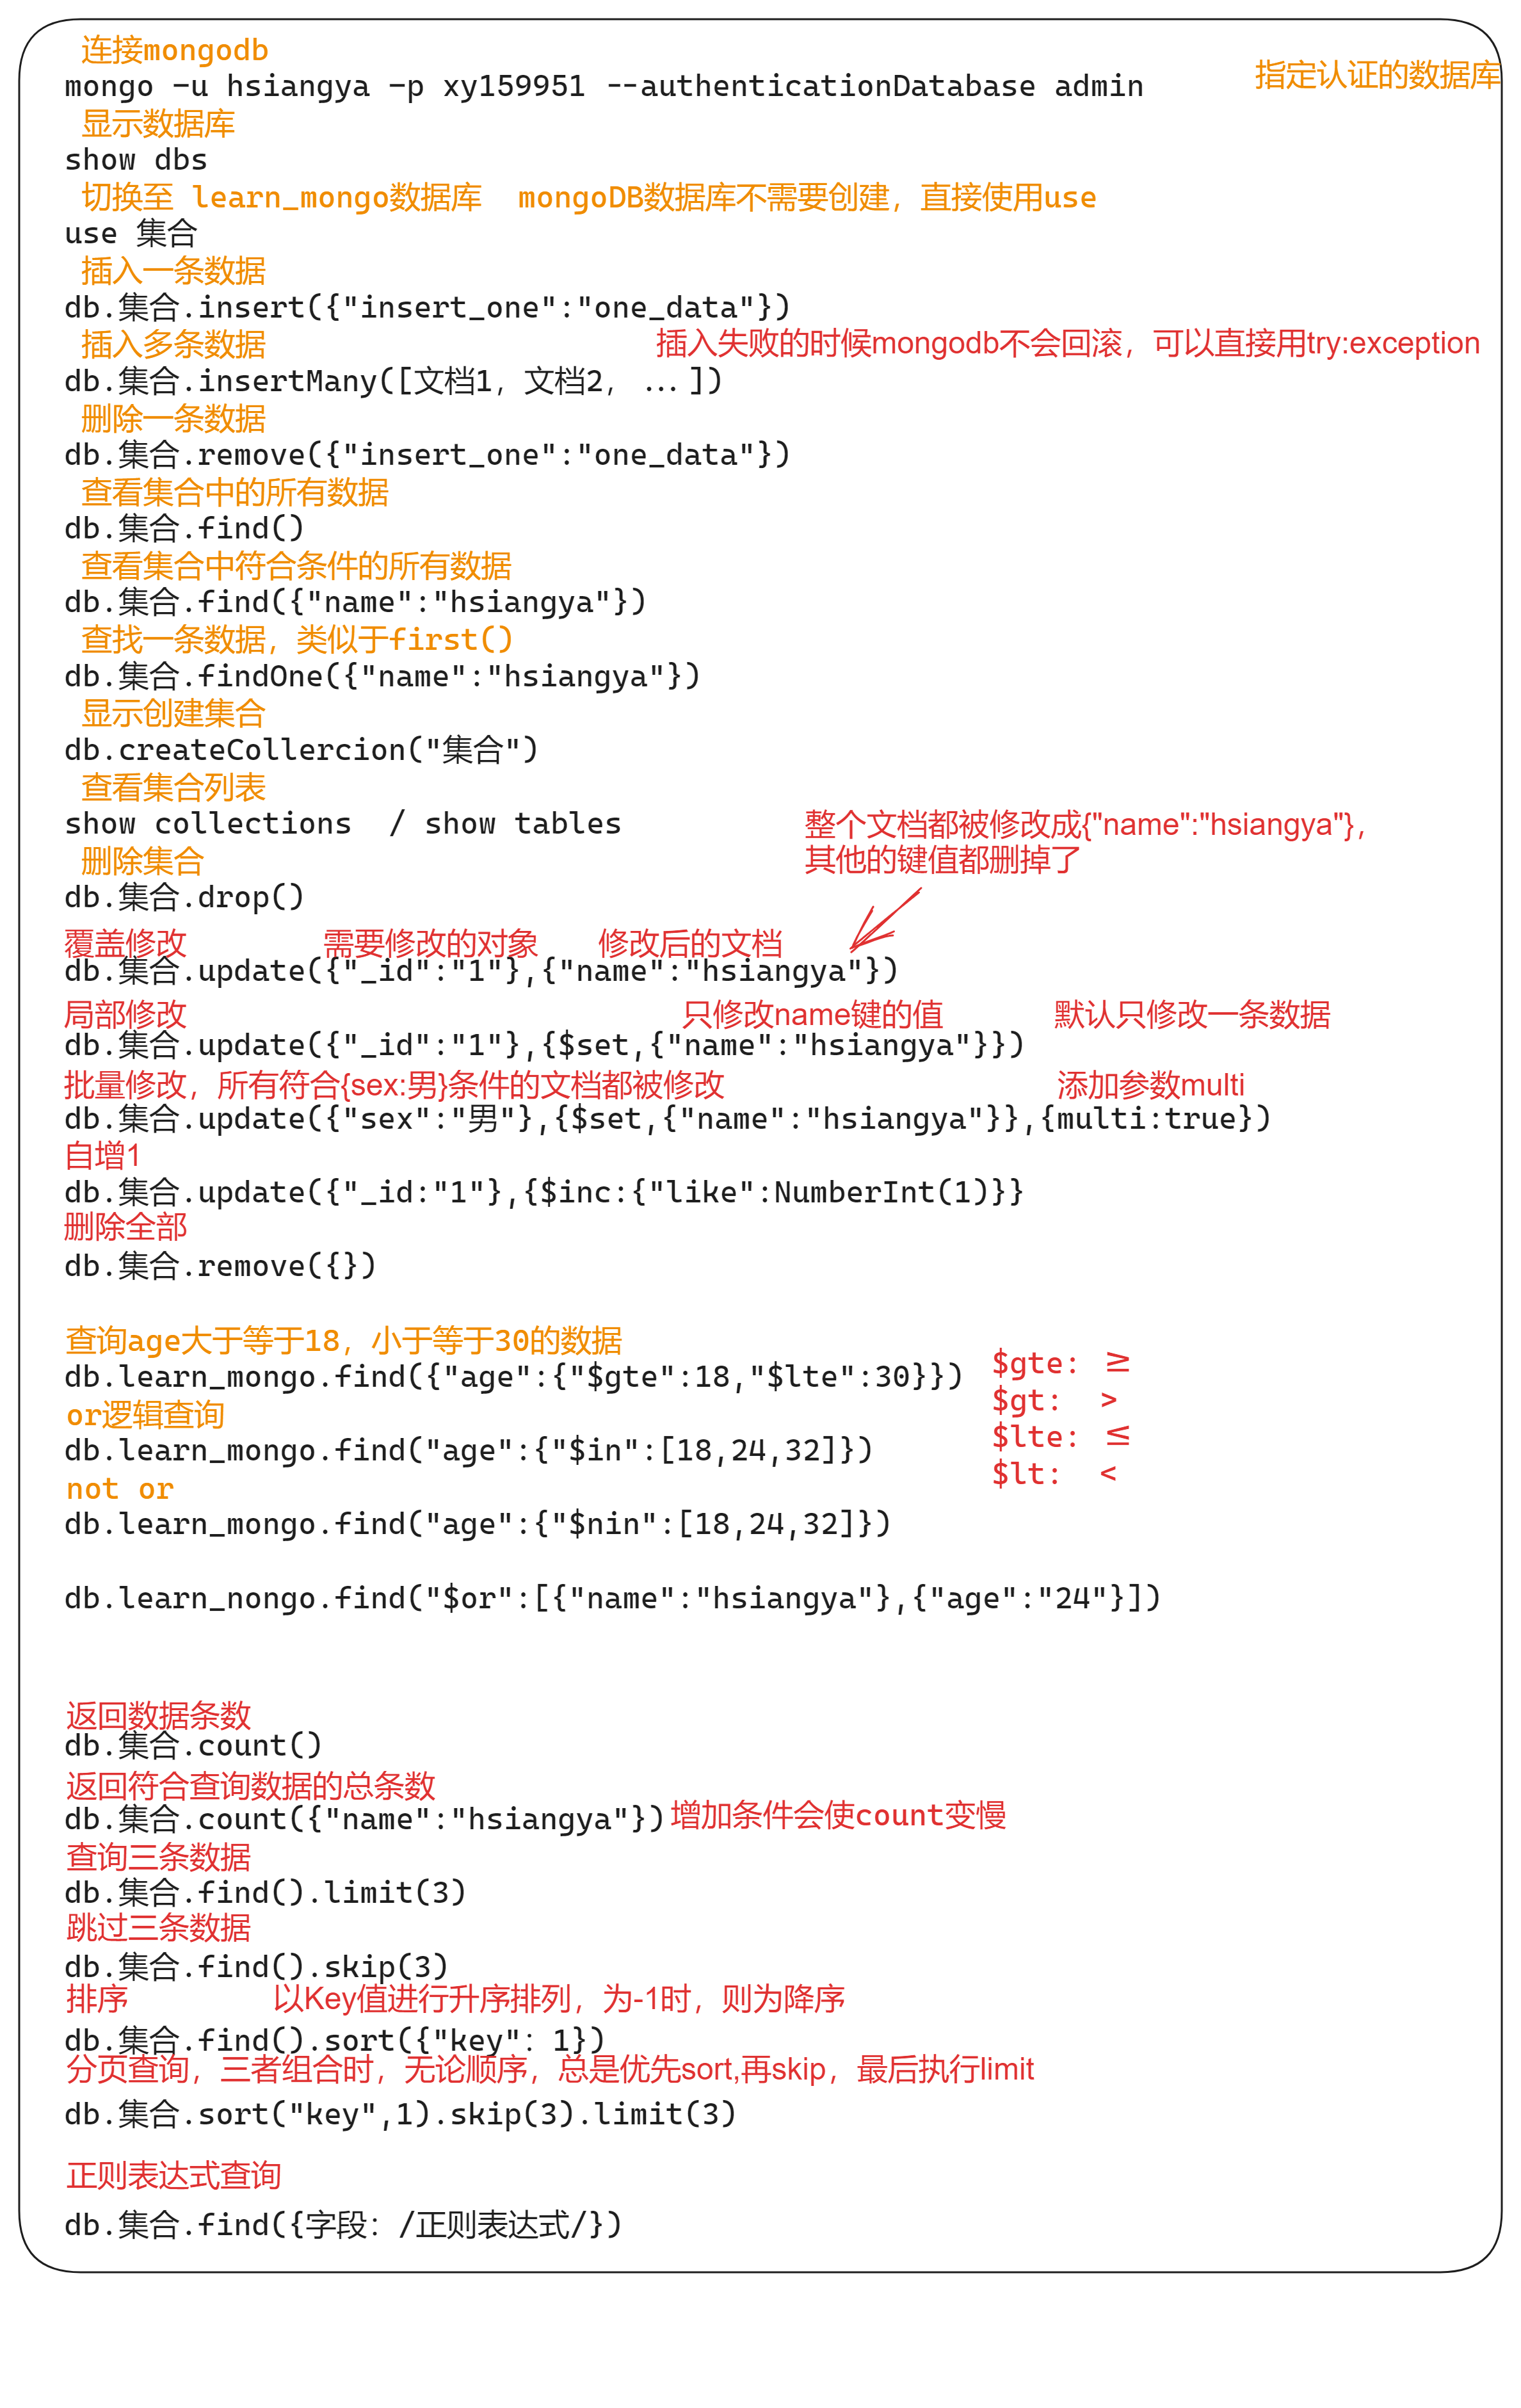 连接mongodb
mongo -u hsiangya -p xy159951 --authenticationDatabase admin
指定认证的数据库
显示数据库
show dbs
切换至 learn_mongo数据库  mongoDB数据库不需要创建，直接使用use
use 集合
插入一条数据
db.集合.insert({"insert_one":"one_data"})
插入多条数据
插入失败的时候mongodb不会回滚，可以直接用try:exception
db.集合.insertMany([文档1，文档2， ...])
删除一条数据
db.集合.remove({"insert_one":"one_data"})
查看集合中的所有数据
db.集合.find()
查看集合中符合条件的所有数据
db.集合.find({"name":"hsiangya"})
查找一条数据，类似于first()
db.集合.findOne({"name":"hsiangya"})
显示创建集合
db.createCollercion("集合")
查看集合列表
show collections  / show tables
整个文档都被修改成{"name":"hsiangya"},
其他的键值都删掉了
删除集合
db.集合.drop()
覆盖修改 需要修改的对象 修改后的文档
db.集合.update({"_id":"1"},{"name":"hsiangya"})
局部修改 只修改name键的值 默认只修改一条数据
db.集合.update({"_id":"1"},{$set,{"name":"hsiangya"}})
批量修改，所有符合{sex:男}条件的文档都被修改 添加参数multi
db.集合.update({"sex":"男"},{$set,{"name":"hsiangya"}},{multi:true})
自增1
db.集合.update({"_id:"1"},{$inc:{"like":NumberInt(1)}}
删除全部
db.集合.remove({})
查询age大于等于18，小于等于30的数据
db.learn_mongo.find({"age":{"$gte":18,"$lte":30}})
$gte: ≥
$gt:  >
$lte: ≤
$lt:  <
or逻辑查询
db.learn_mongo.find("age":{"$in":[18,24,32]})
not or
db.learn_mongo.find("age":{"$nin":[18,24,32]})
db.learn_nongo.find("$or":[{"name":"hsiangya"},{"age":"24"}])
返回数据条数
db.集合.count()
返回符合查询数据的总条数
db.集合.count({"name":"hsiangya"}) 增加条件会使count变慢
查询三条数据
db.集合.find().limit(3)
跳过三条数据
db.集合.find().skip(3)
排序 以Key值进行升序排列，为-1时，则为降序
db.集合.find().sort({"key"：1})
分页查询，三者组合时，无论顺序，总是优先sort,再skip，最后执行limit
db.集合.sort("key",1).skip(3).limit(3)
正则表达式查询
db.集合.find({字段：/正则表达式/})